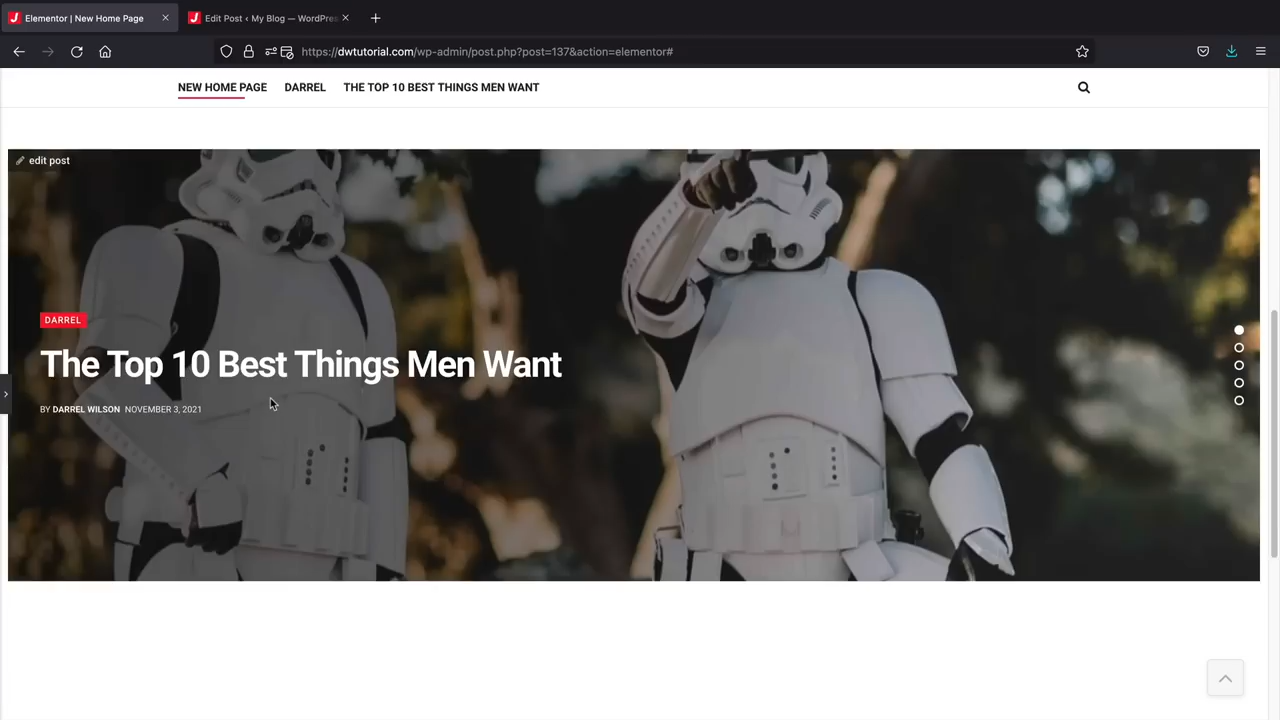 Elementor | New Home Page
Edit Post ‹ My Blog — WordPres
https://dwtutorial.com/wp-admin/post.php?post=137&action=elementor#
NEW HOME PAGE DARREL THE TOP 10 BEST THINGS MEN WANT
edit post
DARREL
The Top 10 Best Things Men Want
BY DARREL WILSON NOVEMBER 3, 2021